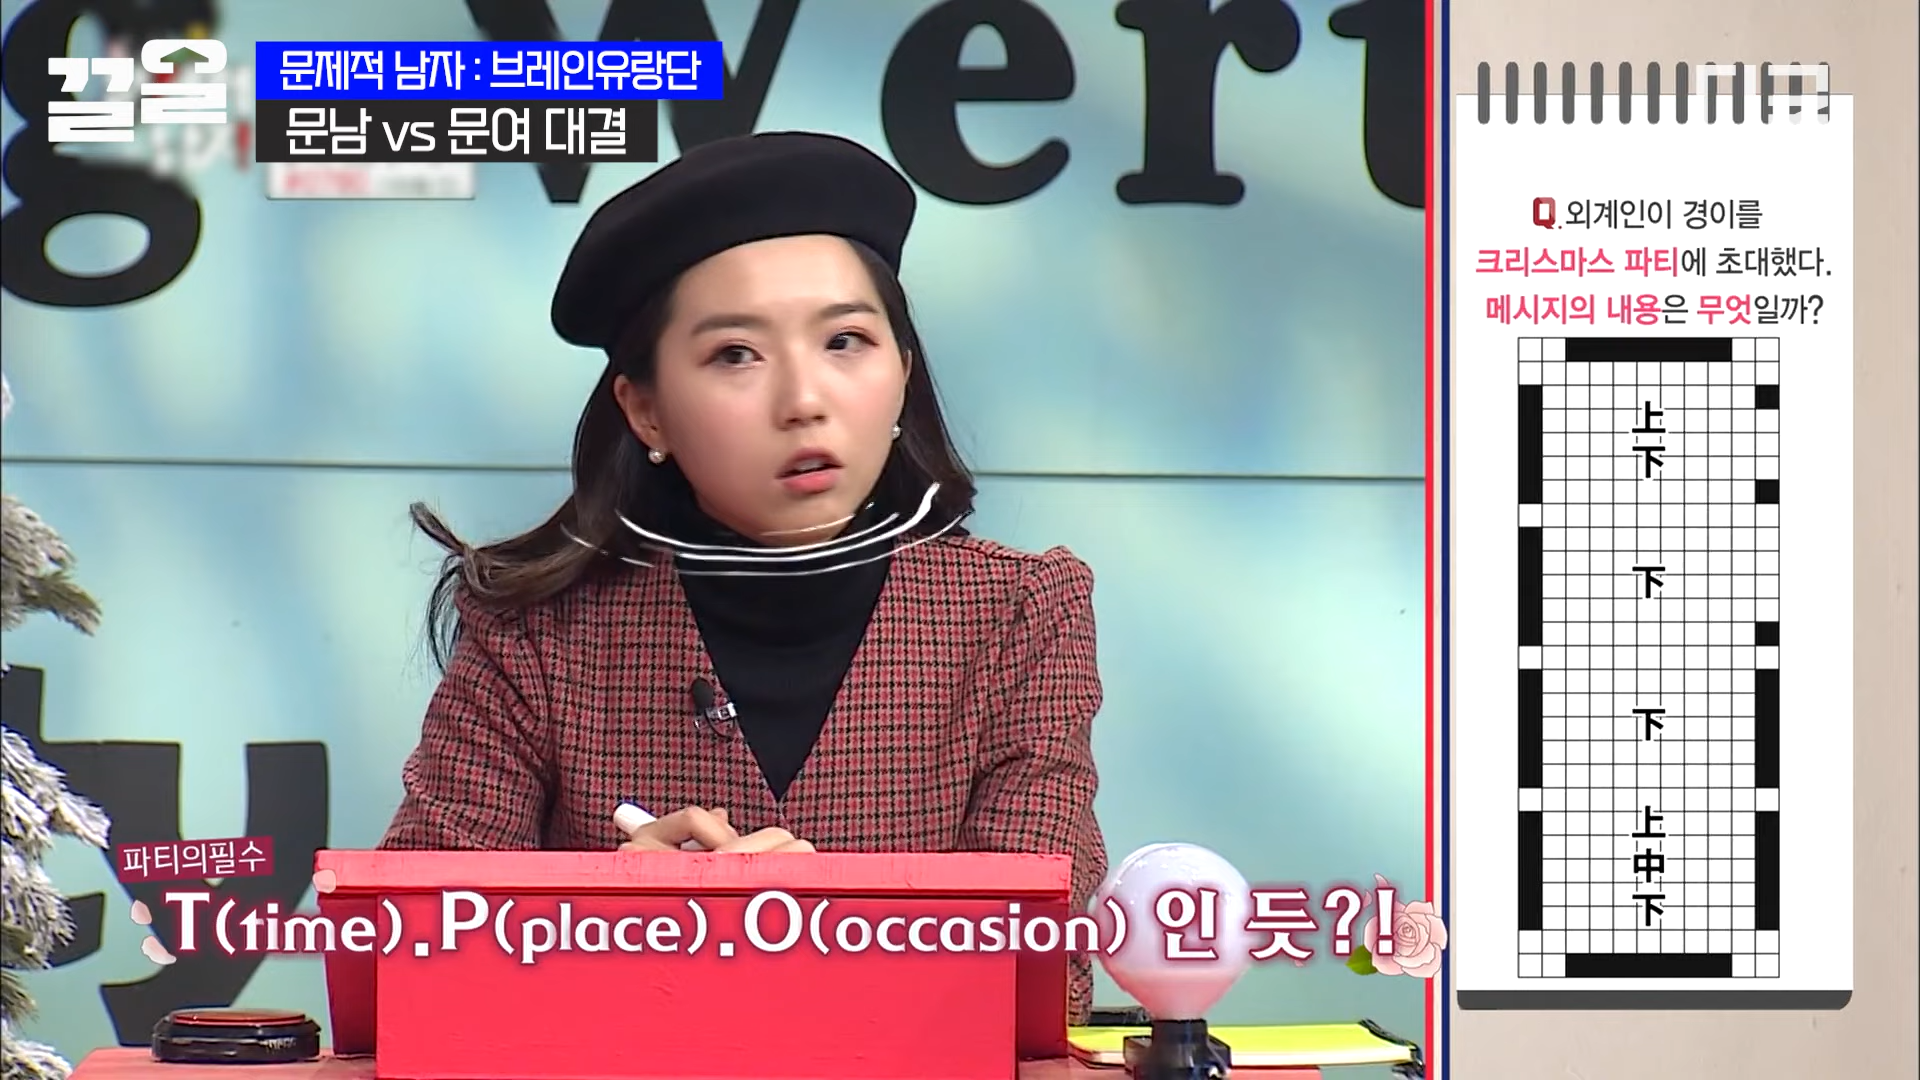 끌올
문제적 남자 : 브레인유랑단
문남 vs 문여 대결
g Wert
ty
Q.외계인이 경이를
크리스마스 파티에 초대했다.
메시지의 내용은 무엇일까?
上
下
下
下
上
中
下
파티의필수
T(time).P(place).O(occasion) 인 듯?!